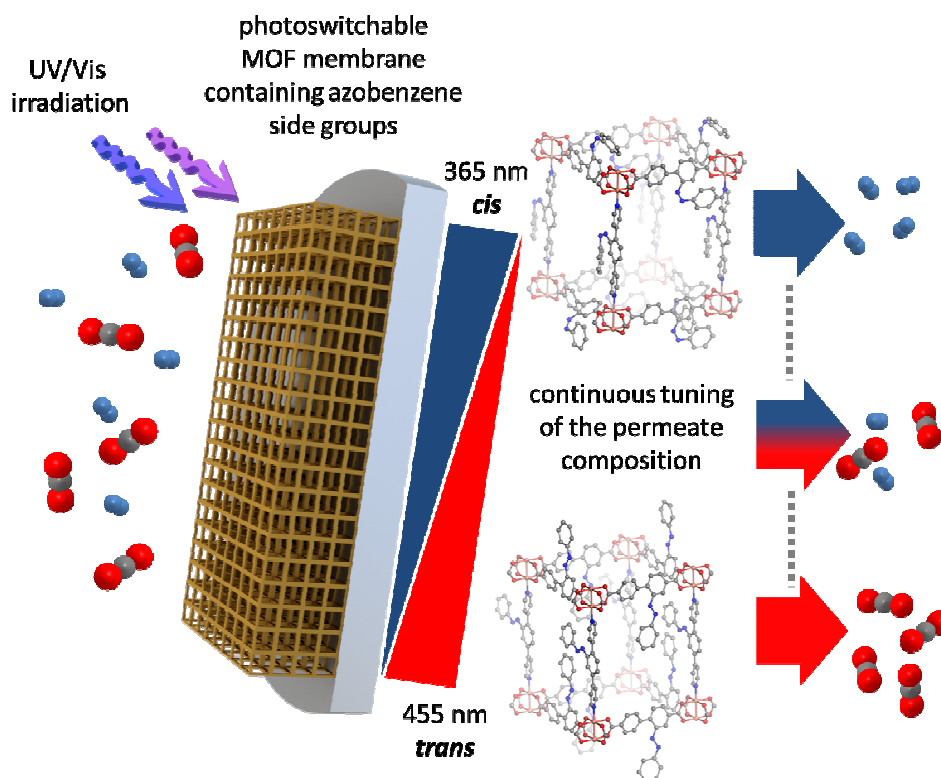 photoswitchable
MOF membrane
containing azobenzene
side groups
UV/Vis
irradiation
365 nm
cis
continuous tuning
of the permeate
composition
455 nm
trans